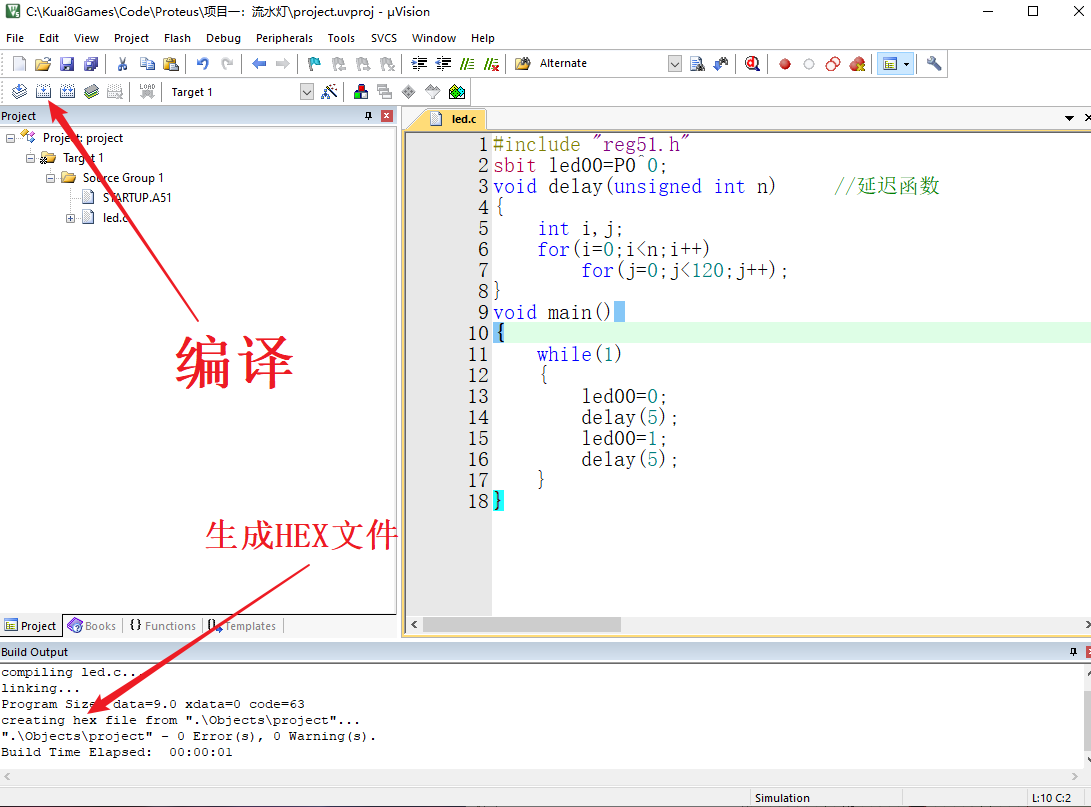 C:\Kuai8Games\Code\Proteus\项目一：流水灯\project.uvproj - µVision
File Edit View Project Flash Debug Peripherals Tools SVCS Window Help
Alternate
LOAD Target 1
Project
Project: project
Target 1
Source Group 1
STARTUP.A51
led.c
编译
生成HEX文件
Project Books {} Functions Templates
led.c
1 #include "reg51.h"
2 sbit led00=P0^0;
3 void delay(unsigned int n) //延迟函数
4 {
5 int i,j;
6 for(i=0;i<n;i++)
7 for(j=0;j<120;j++);
8 }
9 void main()
10 {
11 while(1)
12 {
13 led00=0;
14 delay(5);
15 led00=1;
16 delay(5);
17 }
18 }
Build Output
compiling led.c...
linking...
Program Size: data=9.0 xdata=0 code=63
creating hex file from ".\Objects\project"...
".\Objects\project" - 0 Error(s), 0 Warning(s).
Build Time Elapsed: 00:00:01
Simulation L:10 C:2